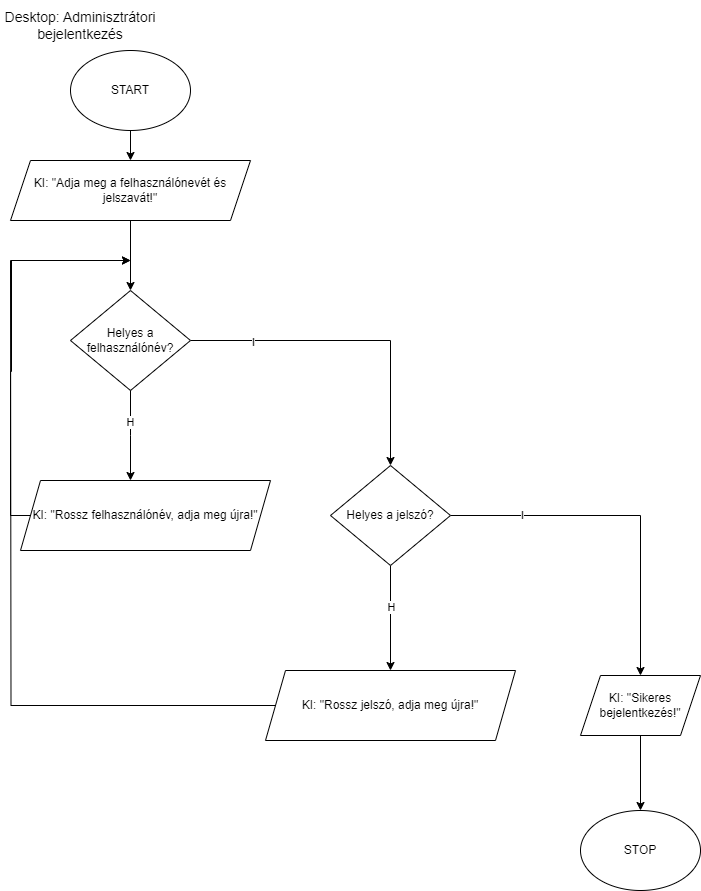 Desktop: Adminisztrátori
bejelentkezés
START
KI: "Adja meg a felhasználónevét és
jelszavát!"
Helyes a
felhasználónév?
I
H
KI: "Rossz felhasználónév, adja meg újra!"
Helyes a jelszó?
I
H
KI: "Rossz jelszó, adja meg újra!"
KI: "Sikeres
bejelentkezés!"
STOP